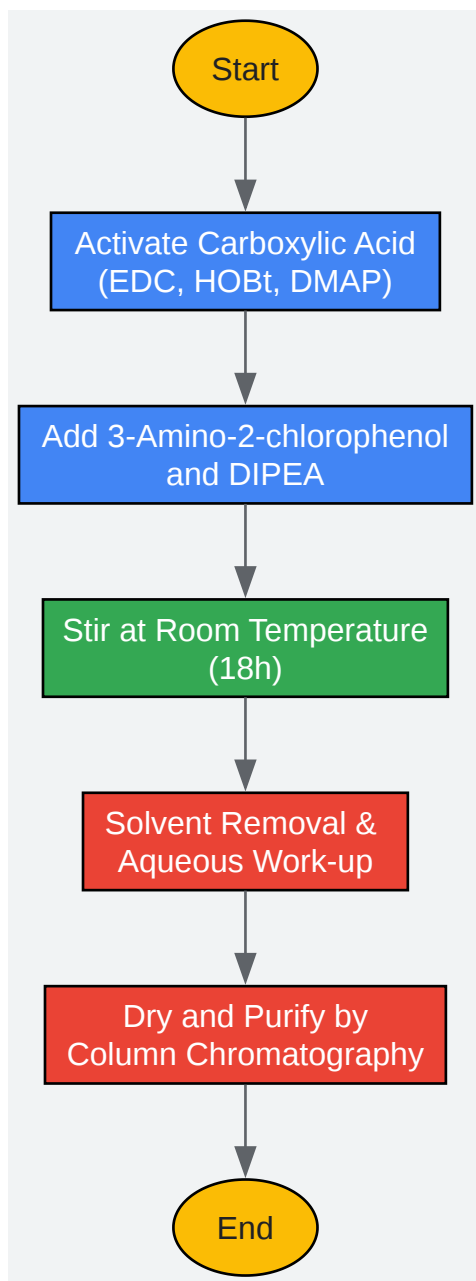 Start
Activate Carboxylic Acid
(EDC, HOBt, DMAP)
Add 3-Amino-2-chlorophenol
and DIPEA
Stir at Room Temperature
(18h)
Solvent Removal &
Aqueous Work-up
Dry and Purify by
Column Chromatography
End